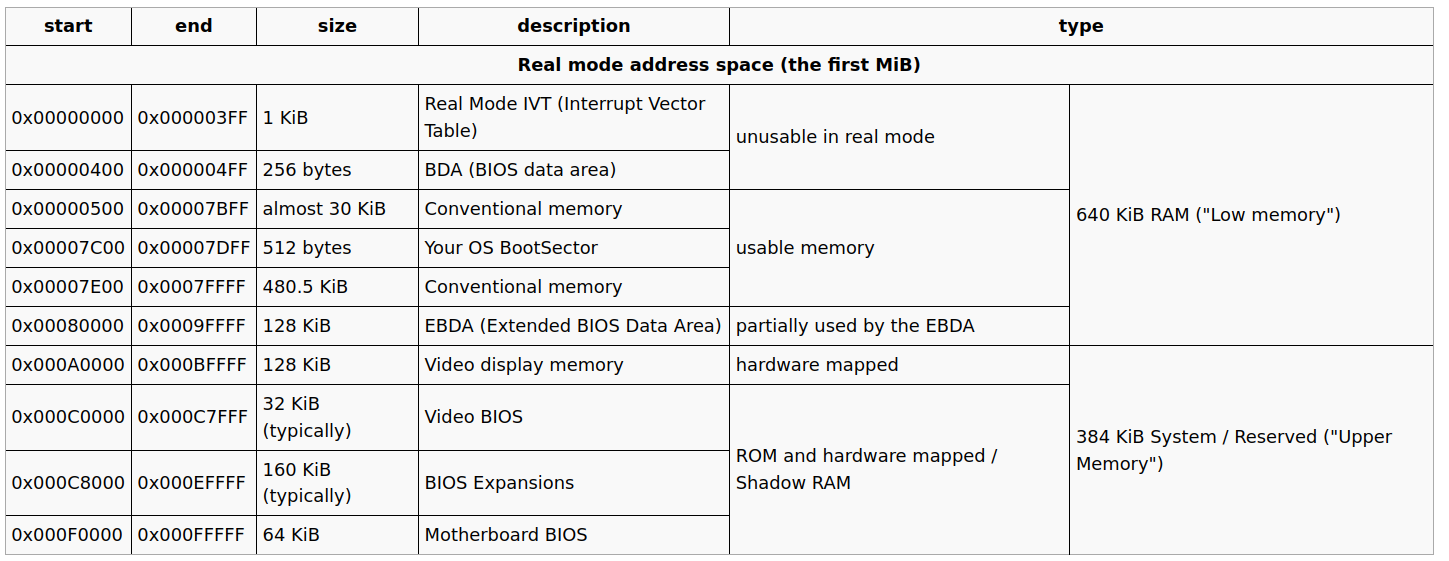 start end size description type
Real mode address space (the first MiB)
0x00000000 0x000003FF 1 KiB Real Mode IVT (Interrupt Vector
Table)
unusable in real mode
640 KiB RAM ("Low memory")
0x00000400 0x000004FF 256 bytes BDA (BIOS data area)
0x00000500 0x00007BFF almost 30 KiB Conventional memory
usable memory
0x00007C00 0x00007DFF 512 bytes Your OS BootSector
0x00007E00 0x0007FFFF 480.5 KiB Conventional memory
0x00080000 0x0009FFFF 128 KiB EBDA (Extended BIOS Data Area) partially used by the EBDA
0x000A0000 0x000BFFFF 128 KiB Video display memory hardware mapped
384 KiB System / Reserved ("Upper
Memory")
0x000C0000 0x000C7FFF 32 KiB
(typically)
Video BIOS
ROM and hardware mapped /
Shadow RAM
0x000C8000 0x000EFFFF 160 KiB
(typically)
BIOS Expansions
0x000F0000 0x000FFFFF 64 KiB Motherboard BIOS